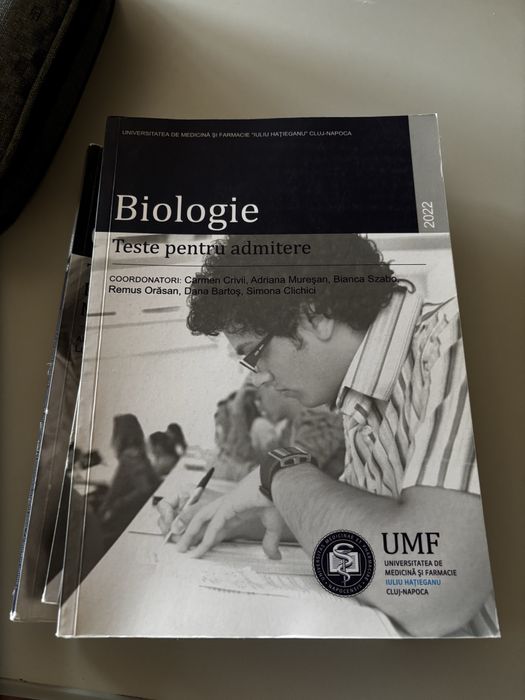 UNIVERSITATEA DE MEDICINĂ ŞI FARMACIE "IULIU HAŢIEGANU" CLUJ-NAPOCA
Biologie
2022
Teste pentru admitere
COORDONATORI: Carmen Crivii, Adriana Mureşan, Bianca Szabo,
Remus Orăsan, Dana Bartoş, Simona Clichici
UMF
UNIVERSITATEA DE
MEDICINĂ ŞI FARMACIE
IULIU HAŢIEGANU
CLUJ-NAPOCA